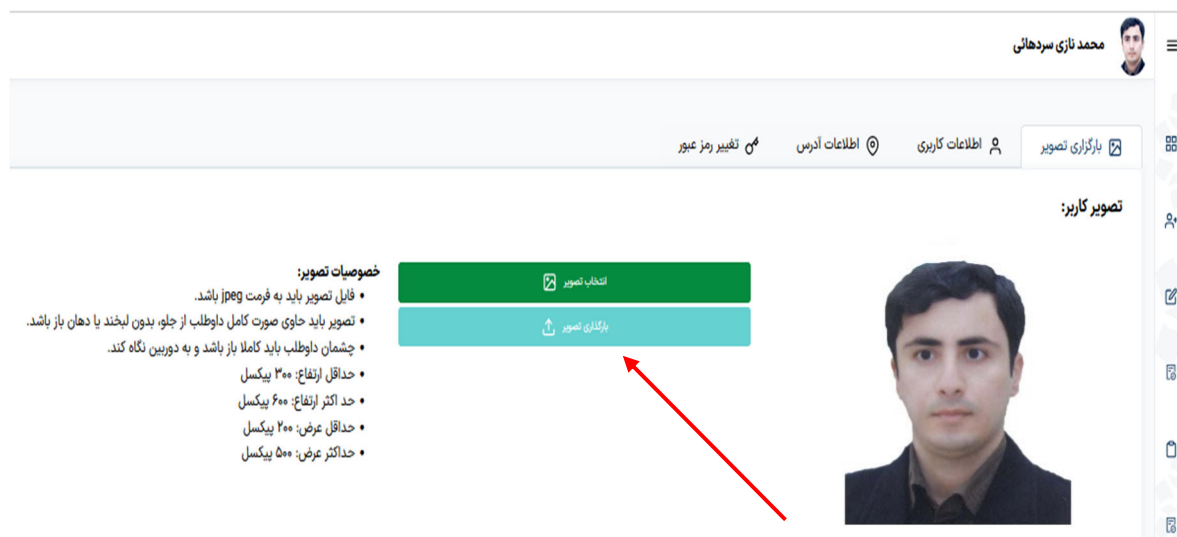 محمد نازی سردهائی
بارگزاری تصویر
اطلاعات کاربری
اطلاعات آدرس
تغییر رمز عبور
تصویر کاربر:
انتخاب تصویر
بارگذاری تصویر
خصوصیات تصویر:
• فایل تصویر باید به فرمت jpeg باشد.
• تصویر باید حاوی صورت کامل داوطلب از جلو، بدون لبخند یا دهان باز باشد.
• چشمان داوطلب باید کاملا باز باشد و به دوربین نگاه کند.
• حداقل ارتفاع: ۳۰۰ پیکسل
• حد اکثر ارتفاع: ۶۰۰ پیکسل
• حداقل عرض: ۲۰۰ پیکسل
• حداکثر عرض: ۵۰۰ پیکسل